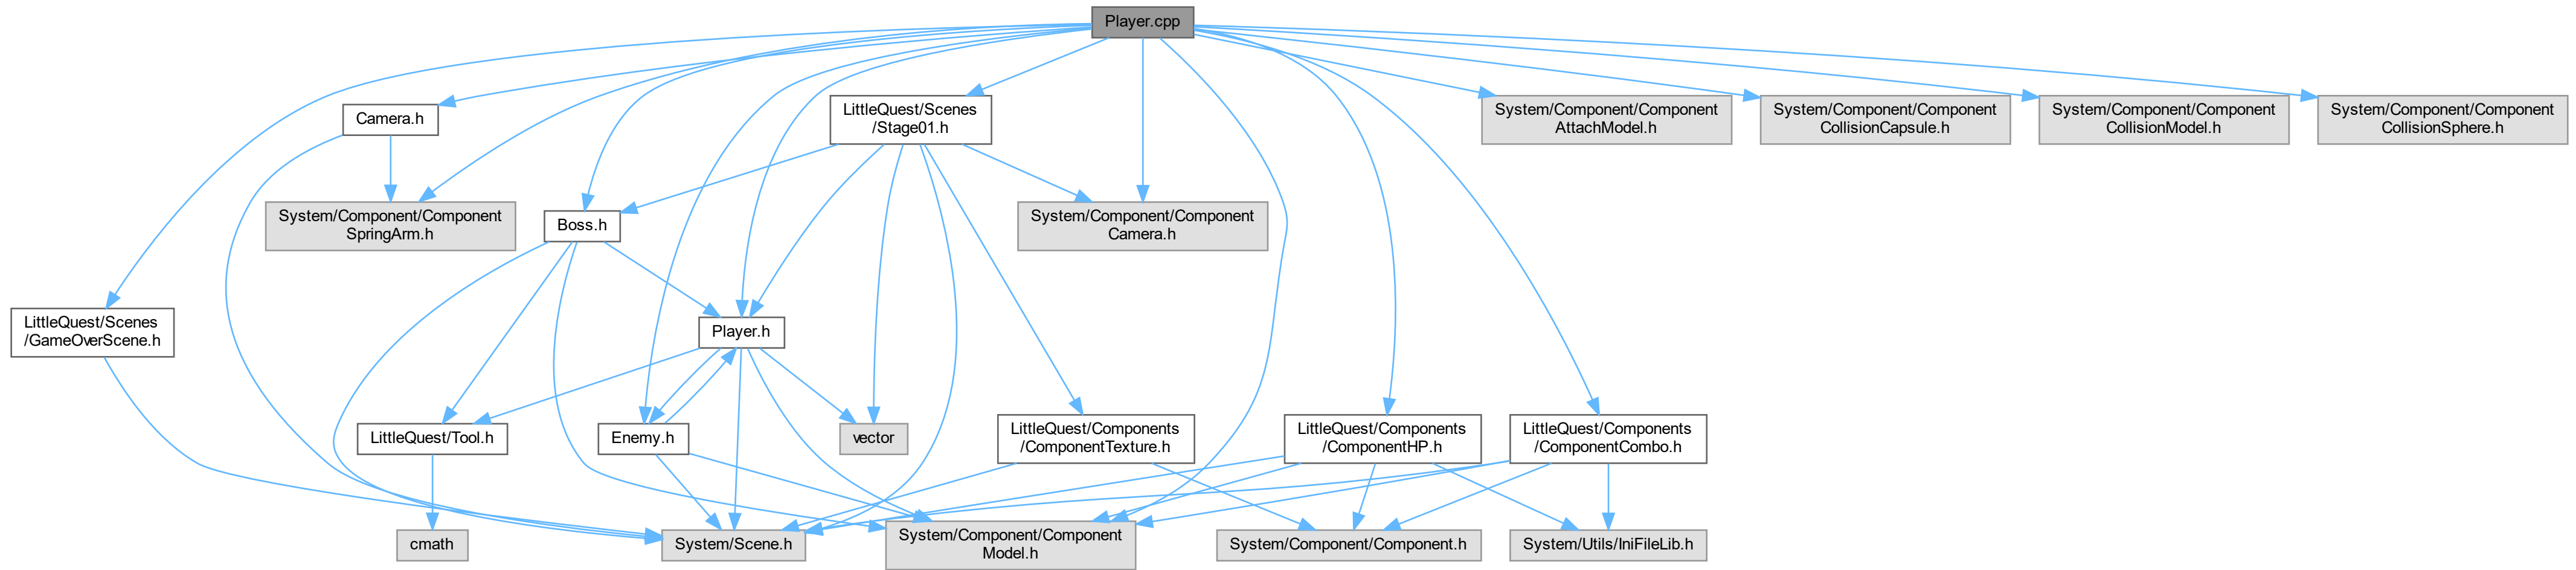 Player.cpp
Camera.h
LittleQuest/Scenes
/Stage01.h
System/Component/Component
AttachModel.h
System/Component/Component
CollisionCapsule.h
System/Component/Component
CollisionModel.h
System/Component/Component
CollisionSphere.h
System/Component/Component
SpringArm.h
Boss.h
System/Component/Component
Camera.h
LittleQuest/Scenes
/GameOverScene.h
Player.h
LittleQuest/Tool.h
Enemy.h
vector
LittleQuest/Components
/ComponentTexture.h
LittleQuest/Components
/ComponentHP.h
LittleQuest/Components
/ComponentCombo.h
cmath
System/Scene.h
System/Component/Component
Model.h
System/Component/Component.h
System/Utils/IniFileLib.h